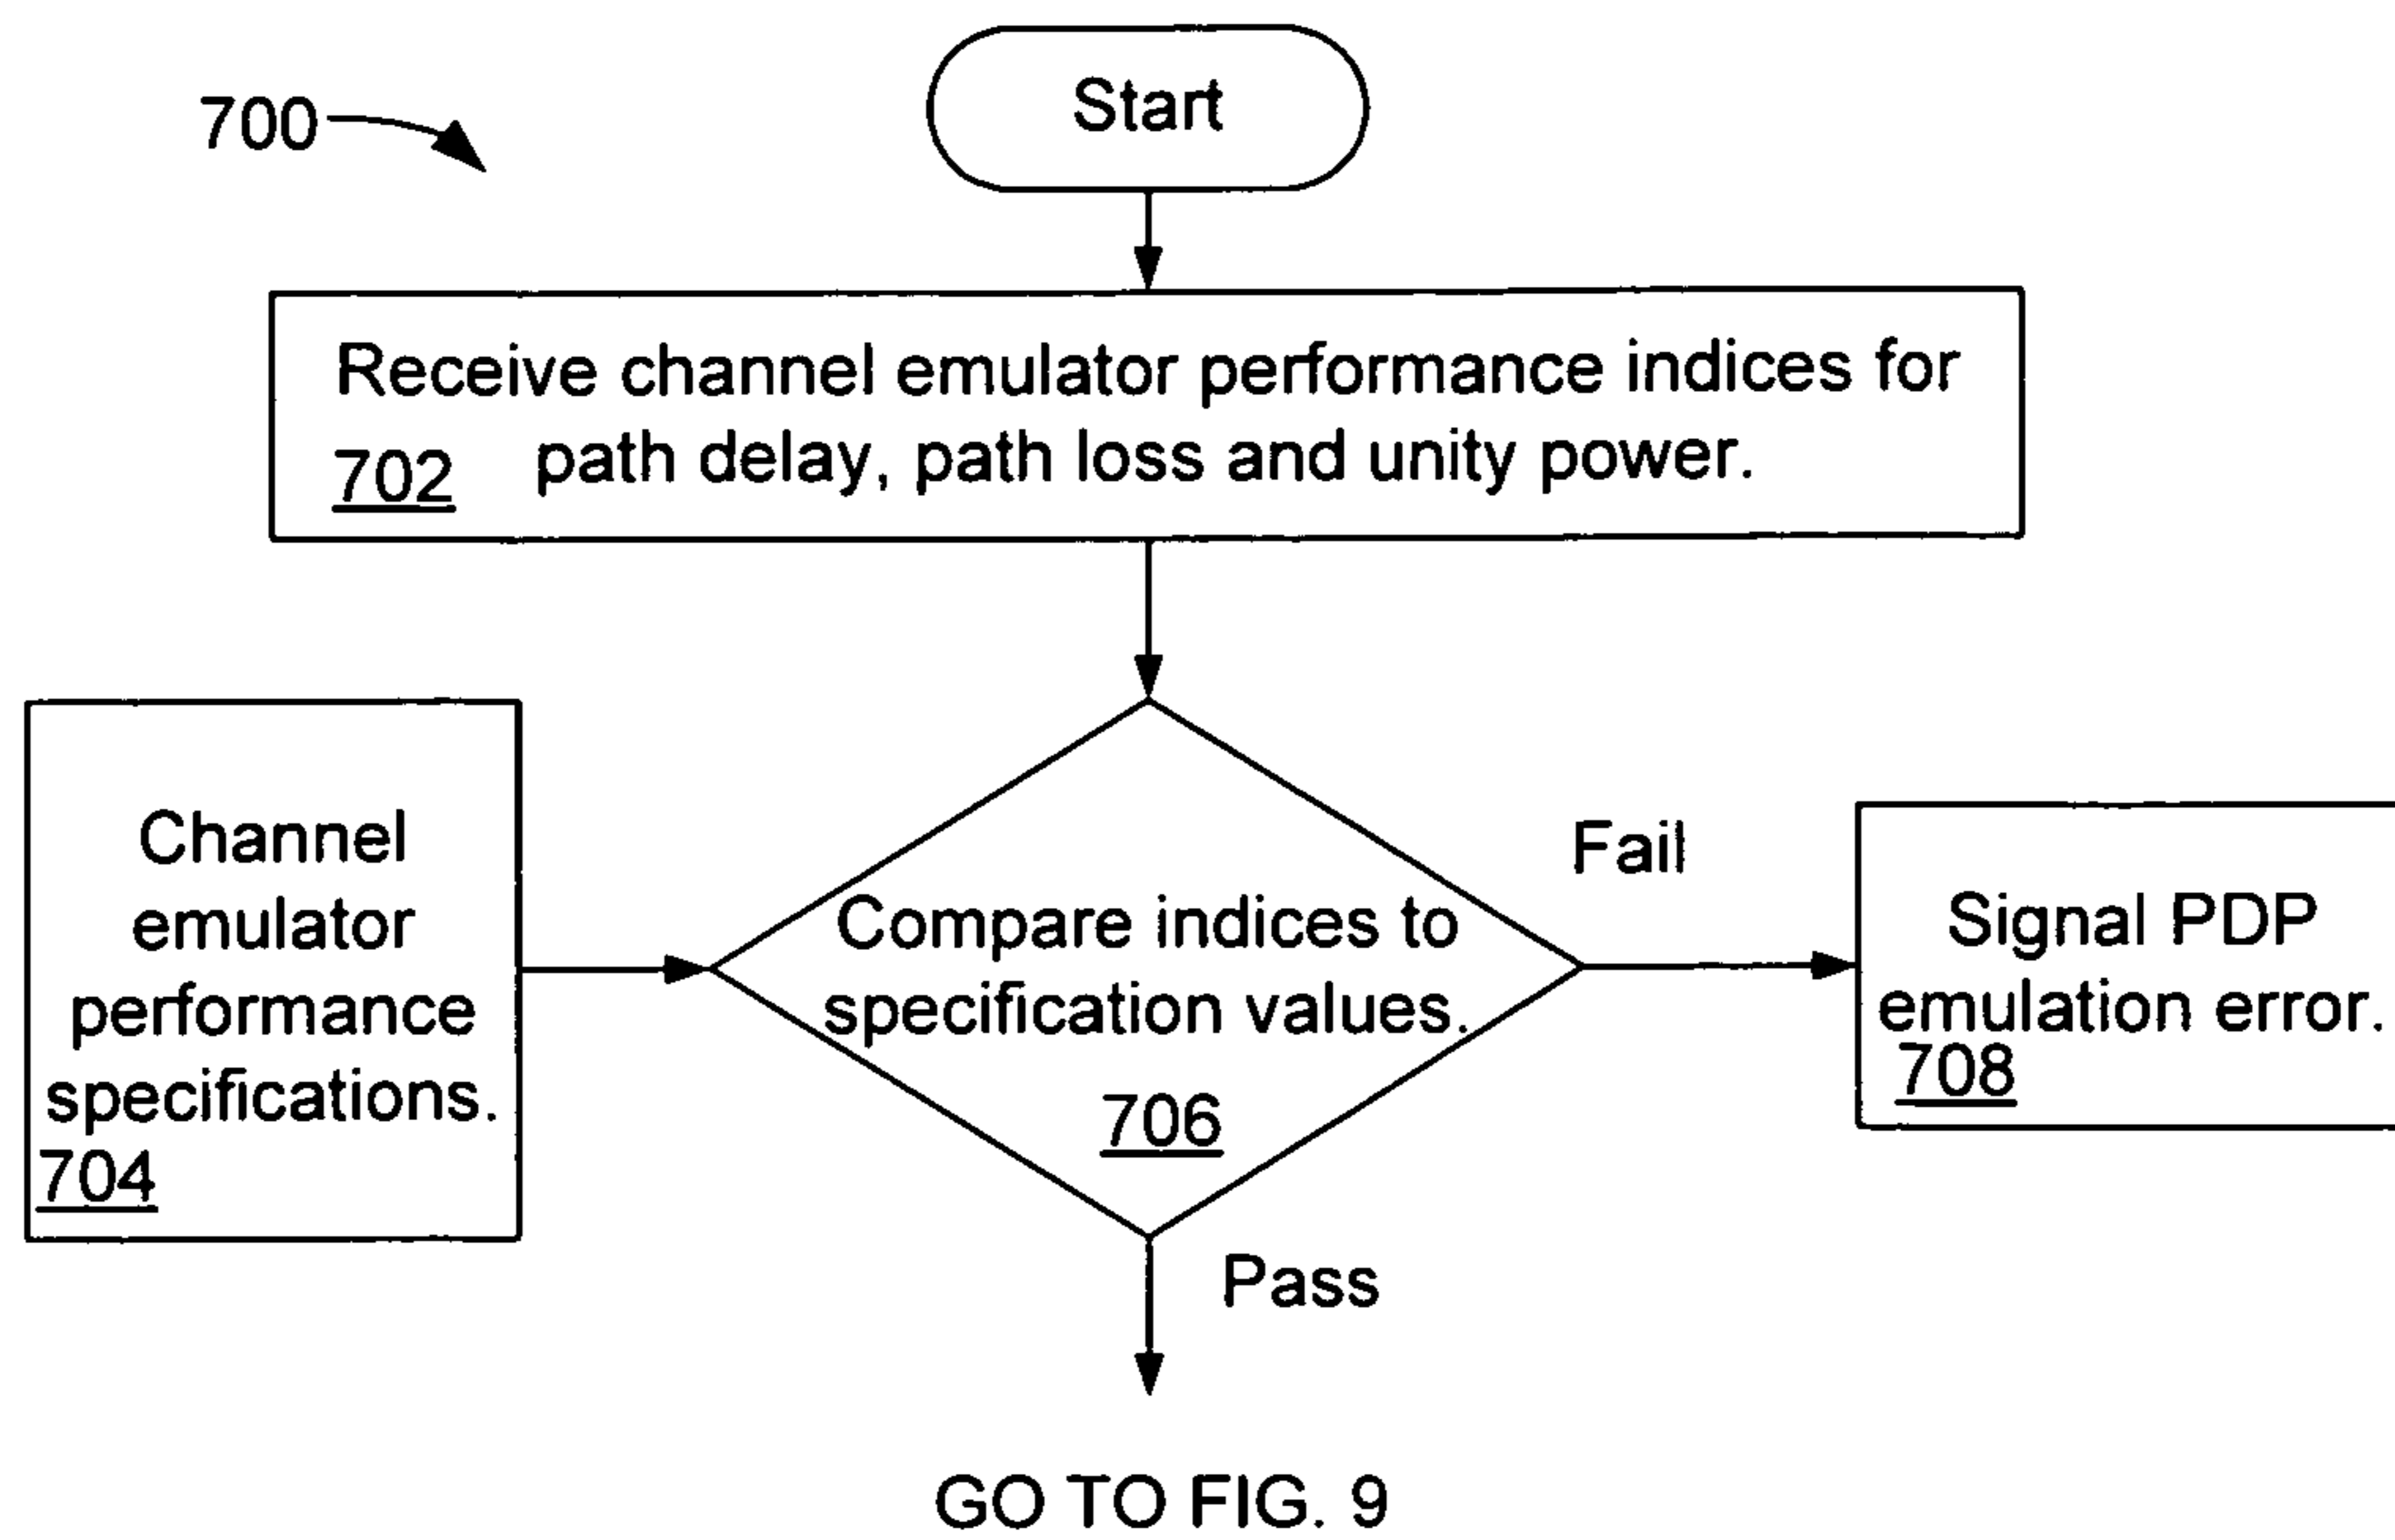 700
Start
Receive channel emulator performance indices for
702 path delay, path loss and unity power.
Channel
emulator
performance
specifications.
704
Compare indices to
specification values.
706
Fail
Signal PDP
emulation error.
708
Pass
GO TO FIG. 9